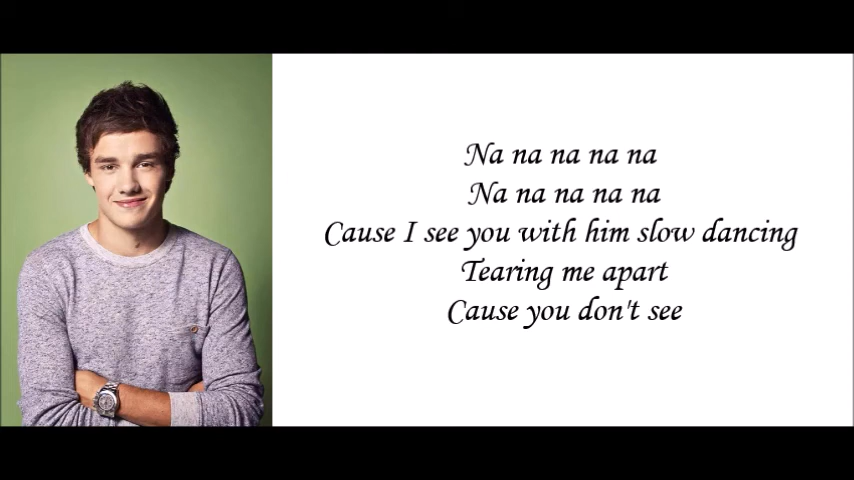 Na na na na na
Na na na na na
Cause I see you with him slow dancing
Tearing me apart
Cause you don't see